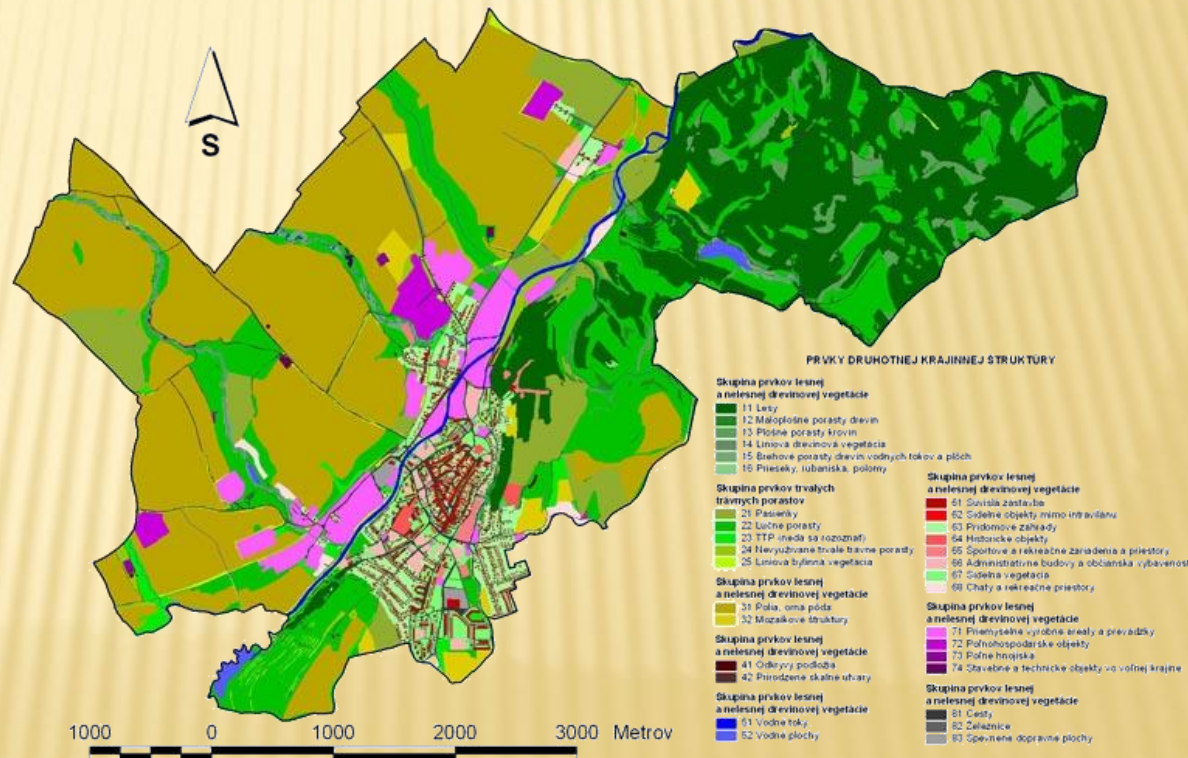 S
PRVKY DRUHOTNEJ KRAJINNEJ ŠTRUKTÚRY
Skupina prvkov lesnej
a nelesnej drevinovej vegetácie
11 Lesy
12 Maloplošné porasty drevín
13 Plošné porasty krovín
14 Líniová drevinová vegetácia
15 Brehové porasty drevín vodných tokov a plôch
16 Prieseky, rúbaniská, polomy
Skupina prvkov trvalých
trávnych porastov
21 Pasienky
22 Lúčne porasty
23 TTP (nedá sa rozoznať)
24 Nevyužívané trvalé trávne porasty
25 Líniová bylinná vegetácia
Skupina prvkov lesnej
a nelesnej drevinovej vegetácie
31 Polia, orná pôda
32 Mozaikové štruktúry
Skupina prvkov lesnej
a nelesnej drevinovej vegetácie
41 Odkryvy podložia
42 Prirodzené skalné útvary
Skupina prvkov lesnej
a nelesnej drevinovej vegetácie
51 Vodné toky
52 Vodné plochy
Skupina prvkov lesnej
a nelesnej drevinovej vegetácie
61 Súvislá zástavba
62 Sídelné objekty mimo intravilánu
63 Prídomové záhrady
64 Historické objekty
65 Športové a rekreačné zariadenia a priestory
66 Administratívne budovy a občianska vybavenosť
67 Sídelná vegetácia
68 Chaty a rekreačné priestory
Skupina prvkov lesnej
a nelesnej drevinovej vegetácie
71 Priemyselné výrobné areály a prevádzky
72 Poľnohospodárske objekty
73 Poľné hnojiská
74 Stavebné a technické objekty vo voľnej krajine
Skupina prvkov lesnej
a nelesnej drevinovej vegetácie
81 Cesty
82 Železnice
83 Spevnené dopravné plochy
1000 0 1000 2000 3000 Metrov